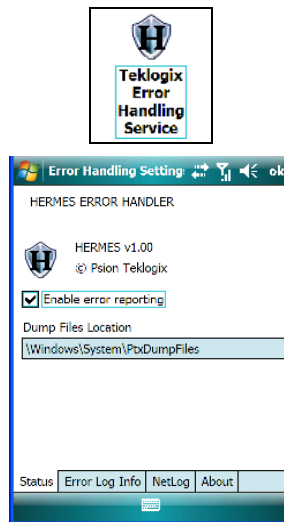 H
Teklogix
Error
Handling
Service
Error Handling Setting: ok
HERMES ERROR HANDLER
H
HERMES v1.00
© Psion Teklogix
Enable error reporting
Dump Files Location
\Windows\System\PtxDumpFiles
Status Error Log Info NetLog About